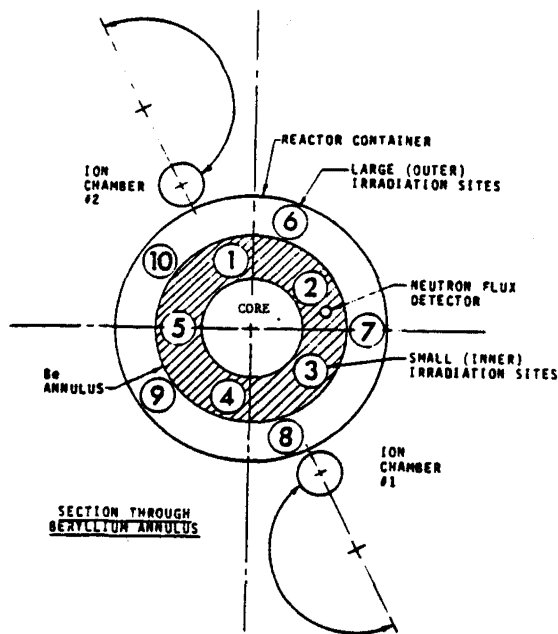 REACTOR CONTAINER
LARGE (OUTER)
IRRADIATION SITES
ION
CHAMBER
#2
6
10
1
2
NEUTRON FLUX
DETECTOR
CORE
5
7
Be
ANNULUS
3
SMALL (INNER)
IRRADIATION SITES
9
4
8
ION
CHAMBER
#1
SECTION THROUGH
BERYLLIUM ANNULUS